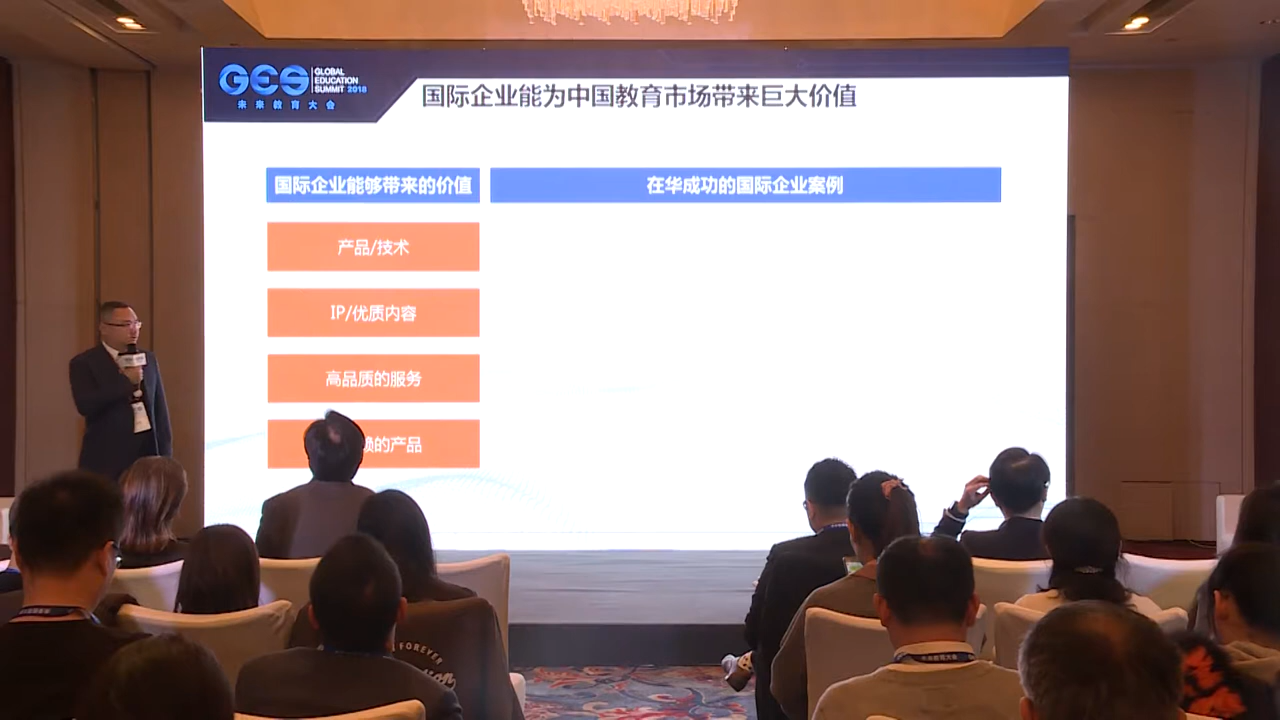 GES
GLOBAL
EDUCATION
SUMMIT 2018
未来教育大会
国际企业能为中国教育市场带来巨大价值
国际企业能够带来的价值
在华成功的国际企业案例
产品/技术
IP/优质内容
高品质的服务
的产品
FOREVER